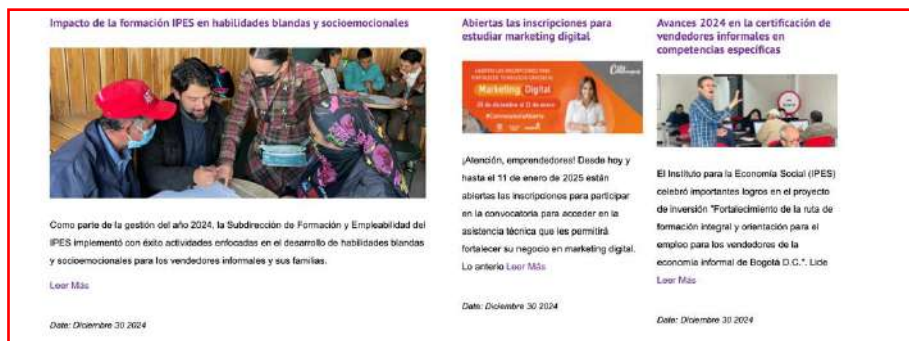 Impacto de la formación IPES en habilidades blandas y socioemocionales
Como parte de la gestión del año 2024, la Subdirección de Formación y Empleabilidad del
IPES implementó con éxito actividades enfocadas en el desarrollo de habilidades blandas
y socioemocionales para los vendedores informales y sus familias.
Leer Más
Date: Diciembre 30 2024
Abiertas las inscripciones para
estudiar marketing digital
Marketing Digital
¡Atención, emprendedores! Desde hoy y
hasta el 11 de enero de 2025 están
abiertas las inscripciones para participar
en la convocatoria para acceder en la
asistencia técnica que les permitirá
fortalecer su negocio en marketing digital.
Lo anterio Leer Más
Date: Diciembre 30 2024
Avances 2024 en la certificación de
vendedores informales en
competencias específicas
El Instituto para la Economía Social (IPES)
celebró importantes logros en el proyecto
de inversión "Fortalecimiento de la ruta de
formación integral y orientación para el
empleo para los vendedores de la
economía informal de Bogotá D.C.". Lide
Leer Más
Date: Diciembre 30 2024